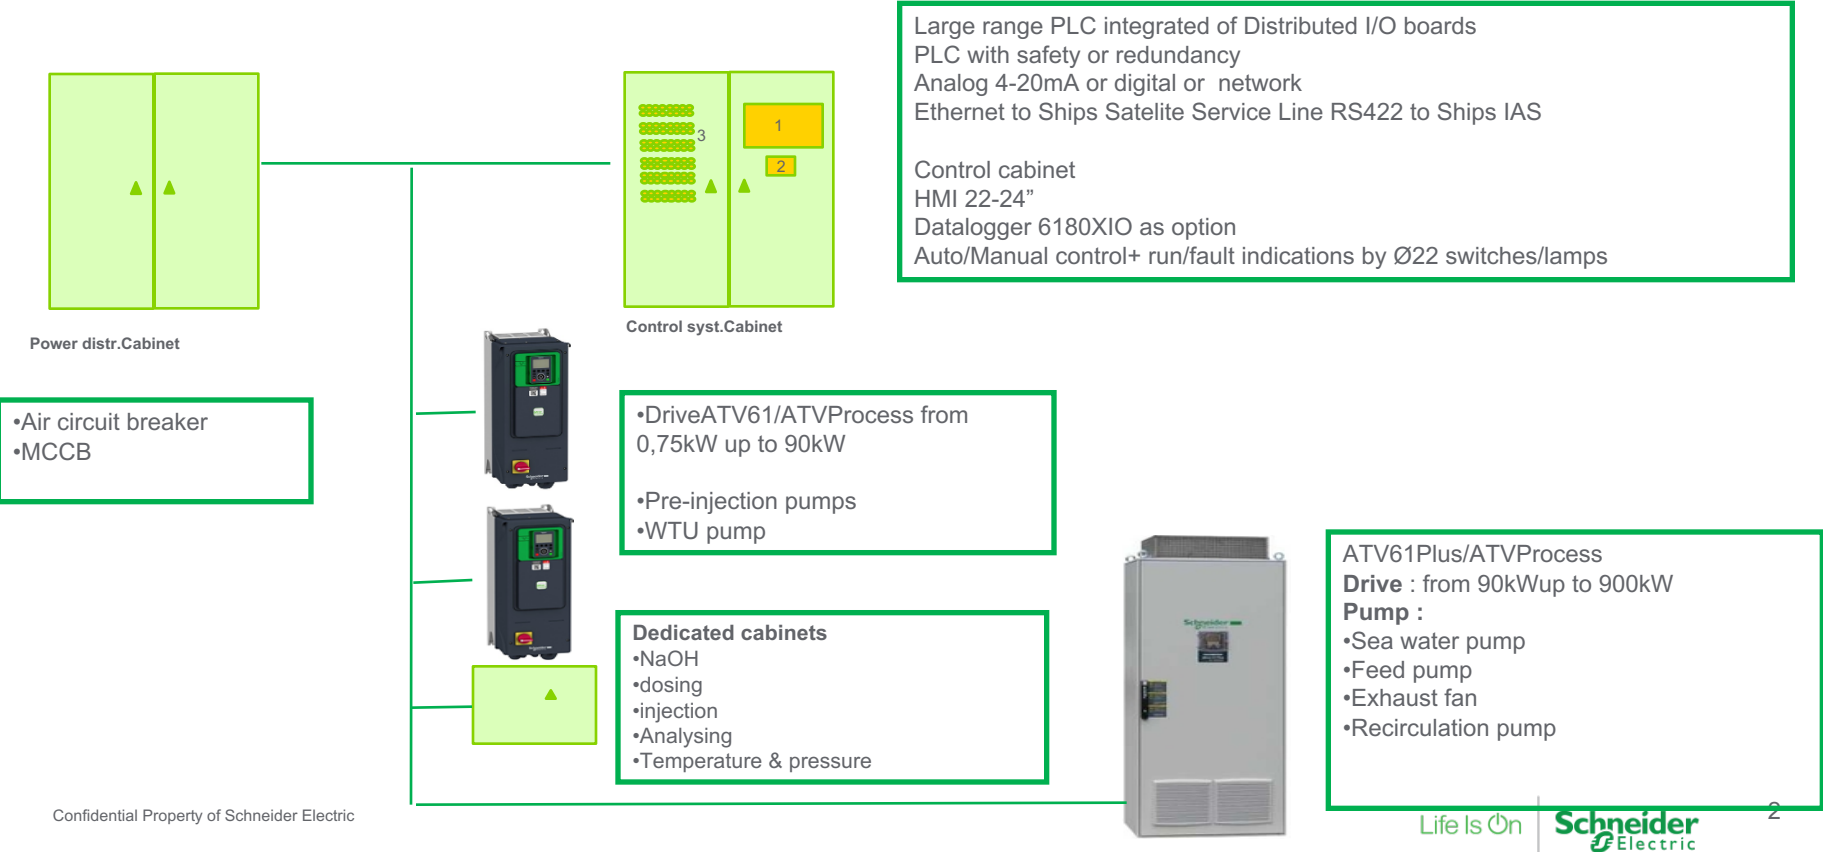 Large range PLC integrated of Distributed I/O boards
PLC with safety or redundancy
Analog 4-20mA or digital or  network
Ethernet to Ships Satelite Service Line RS422 to Ships IAS
Control cabinet
HMI 22-24”
Datalogger 6180XIO as option
Auto/Manual control+ run/fault indications by Ø22 switches/lamps
1
2
3
Power distr.Cabinet
Control syst.Cabinet
•Air circuit breaker
•MCCB
•DriveATV61/ATVProcess from
0,75kW up to 90kW
•Pre-injection pumps
•WTU pump
Dedicated cabinets
•NaOH
•dosing
•injection
•Analysing
•Temperature & pressure
Schneider
ATV61Plus/ATVProcess
Drive : from 90kWup to 900kW
Pump :
•Sea water pump
•Feed pump
•Exhaust fan
•Recirculation pump
Confidential Property of Schneider Electric
Life Is On
Schneider
Electric
2